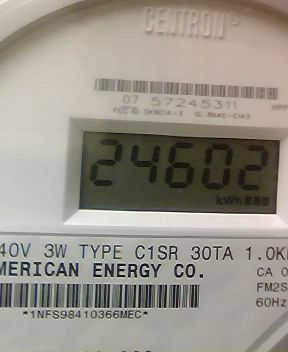 CENTRON
07 57245311
24602
kWh
40V 3W TYPE C1SR 30TA 1.0K
MERICAN ENERGY CO.
CA 0
FM2S
60Hz
*1NFS98410366MEC*